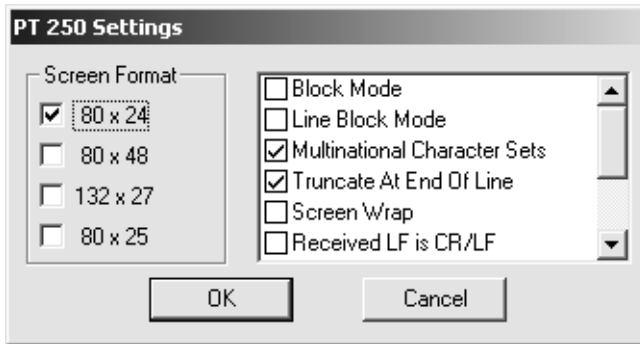 PT 250 Settings
Screen Format
80 x 24
80 x 48
132 x 27
80 x 25
Block Mode
Line Block Mode
Multinational Character Sets
Truncate At End Of Line
Screen Wrap
Received LF is CR/LF
OK
Cancel